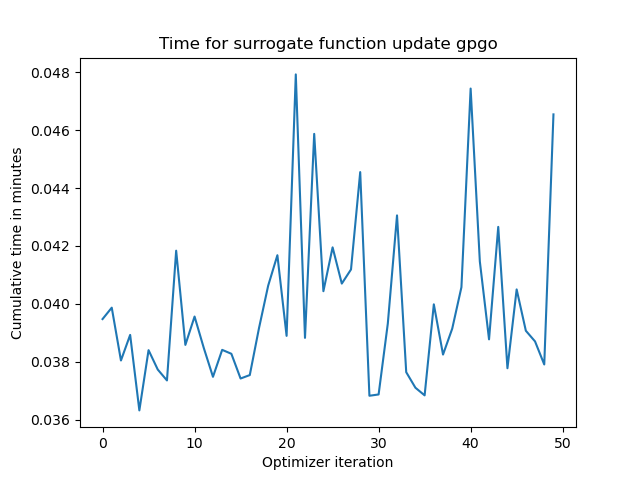 Time for surrogate function update gpgo
Cumulative time in minutes
0.048
0.046
0.044
0.042
0.040
0.038
0.036
0 10 20 30 40 50
Optimizer iteration